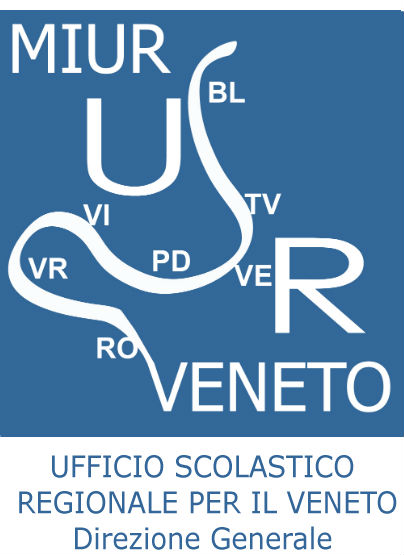 MIUR
BL
U
TV
VI
PD
VR
VE
R
RO
VENETO
UFFICIO SCOLASTICO
REGIONALE PER IL VENETO
Direzione Generale